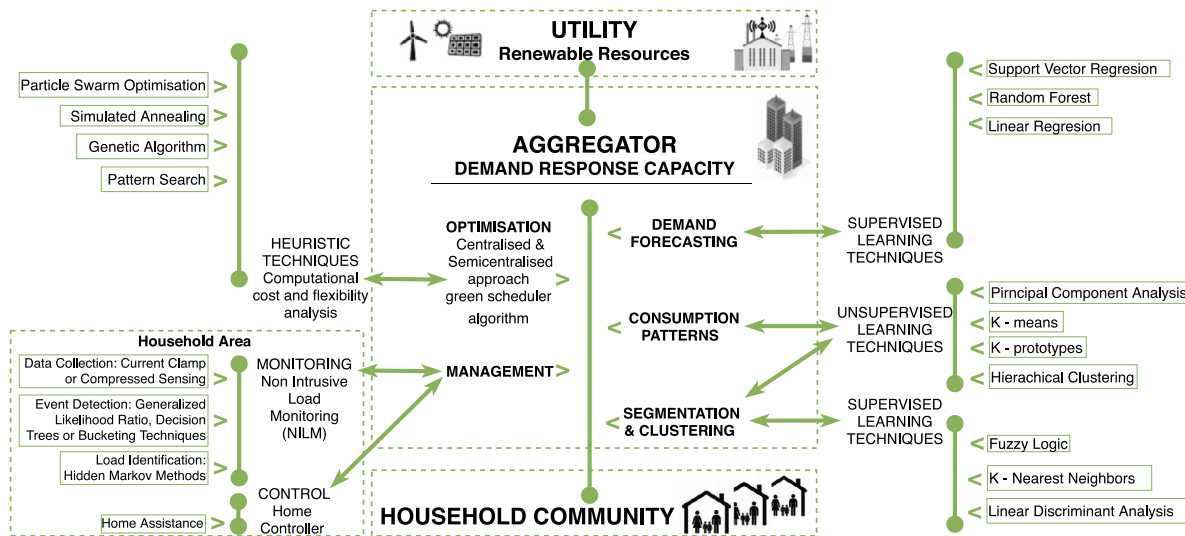 UTILITY
Renewable Resources
AGGREGATOR
DEMAND RESPONSE CAPACITY
Particle Swarm Optimisation
Simulated Annealing
Genetic Algorithm
Pattern Search
HEURISTIC
TECHNIQUES
Computational
cost and flexibility
analysis
OPTIMISATION
Centralised &
Semicentralised
approach
green scheduler
algorithm
MANAGEMENT
DEMAND
FORECASTING
CONSUMPTION
PATTERNS
SEGMENTATION
& CLUSTERING
SUPERVISED
LEARNING
TECHNIQUES
Support Vector Regresion
Random Forest
Linear Regresion
UNSUPERVISED
LEARNING
TECHNIQUES
Pirncipal Component Analysis
K - means
K - prototypes
Hierachical Clustering
SUPERVISED
LEARNING
TECHNIQUES
Fuzzy Logic
K - Nearest Neighbors
Linear Discriminant Analysis
Household Area
Data Collection: Current Clamp
or Compressed Sensing
Event Detection: Generalized
Likelihood Ratio, Decision
Trees or Bucketing Techniques
Load Identification:
Hidden Markov Methods
Home Assistance
MONITORING
Non Intrusive
Load
Monitoring
(NILM)
CONTROL
Home
Controller
HOUSEHOLD COMMUNITY